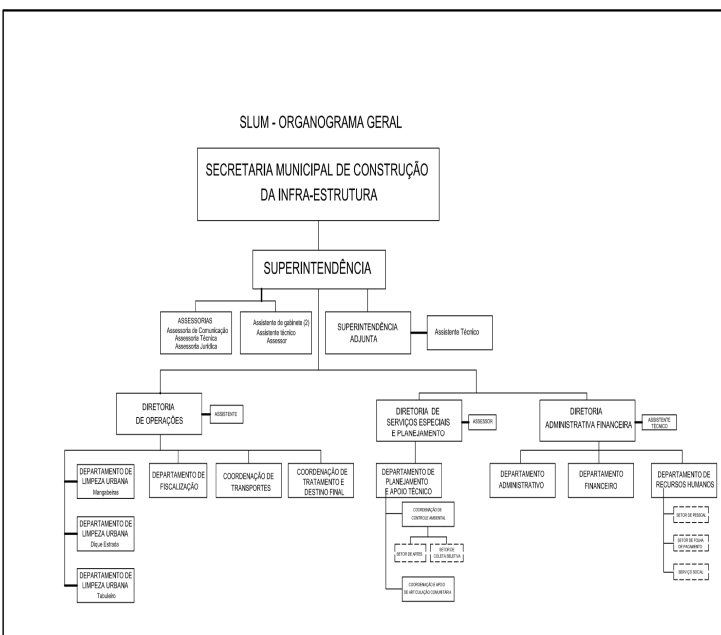 SLUM - ORGANOGRAMA GERAL
SECRETARIA MUNICIPAL DE CONSTRUÇÃO
DA INFRA-ESTRUTURA
SUPERINTENDÊNCIA
ASSESSORIAS
Assessoria de Comunicação
Assessoria Técnica
Assessoria Jurídica
Assistente de gabinete (2)
Assistente técnico
Assessor
SUPERINTENDÊNCIA
ADJUNTA
Assistente Técnico
DIRETORIA
DE OPERAÇÕES
ASSISTENTE
DIRETORIA DE
SERVIÇOS ESPECIAIS
E PLANEJAMENTO
ASSESSOR
DIRETORIA
ADMINISTRATIVA FINANCEIRA
ASSISTENTE
TÉCNICO
DEPARTAMENTO DE
LIMPEZA URBANA
Mangabeiras
DEPARTAMENTO DE
FISCALIZAÇÃO
COORDENAÇÃO DE
TRANSPORTES
COORDENAÇÃO DE
TRATAMENTO E
DESTINO FINAL
DEPARTAMENTO DE
PLANEJAMENTO
E APOIO TÉCNICO
DEPARTAMENTO
ADMINISTRATIVO
DEPARTAMENTO
FINANCEIRO
DEPARTAMENTO DE
RECURSOS HUMANOS
DEPARTAMENTO DE
LIMPEZA URBANA
Dique Estrada
DEPARTAMENTO DE
LIMPEZA URBANA
Tabuleiro
COORDENAÇÃO DE
CONTROLE AMBIENTAL
SETOR DE ARTES
SETOR DE
COLETA SELETIVA
COORDENAÇÃO E APOIO
DE ARTICULAÇÃO COMUNITÁRIA
SETOR DE PESSOAL
SETOR DE FOLHA
DE PAGAMENTO
SERVIÇO SOCIAL